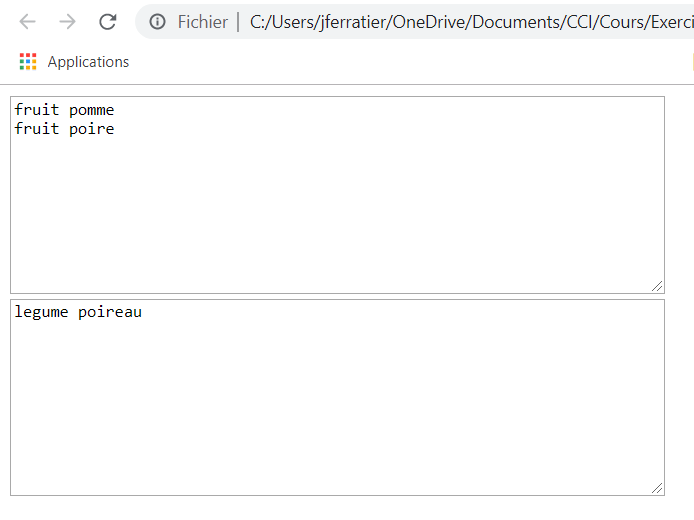 Fichier | C:/Users/jferratier/OneDrive/Documents/CCI/Cours/Exerci
Applications
fruit pomme
fruit poire
legume poireau